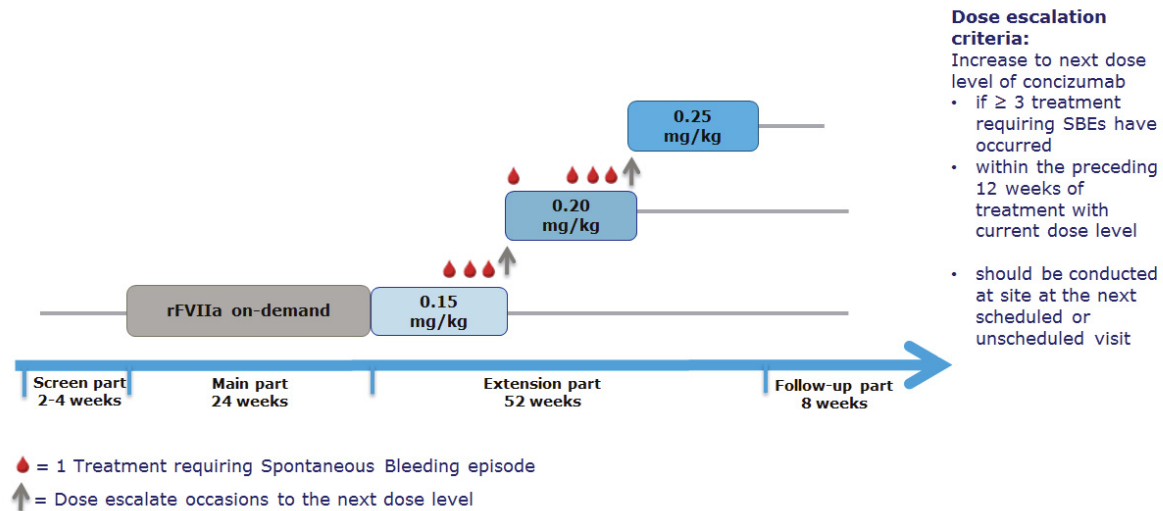 Dose escalation
criteria:
Increase to next dose
level of concizumab
• if ≥ 3 treatment
requiring SBEs have
occurred
• within the preceding
12 weeks of
treatment with
current dose level
• should be conducted
at site at the next
scheduled or
unscheduled visit
0.25
mg/kg
0.20
mg/kg
rFVIIa on-demand
0.15
mg/kg
Screen part
2-4 weeks
Main part
24 weeks
Extension part
52 weeks
Follow-up part
8 weeks
= 1 Treatment requiring Spontaneous Bleeding episode
= Dose escalate occasions to the next dose level